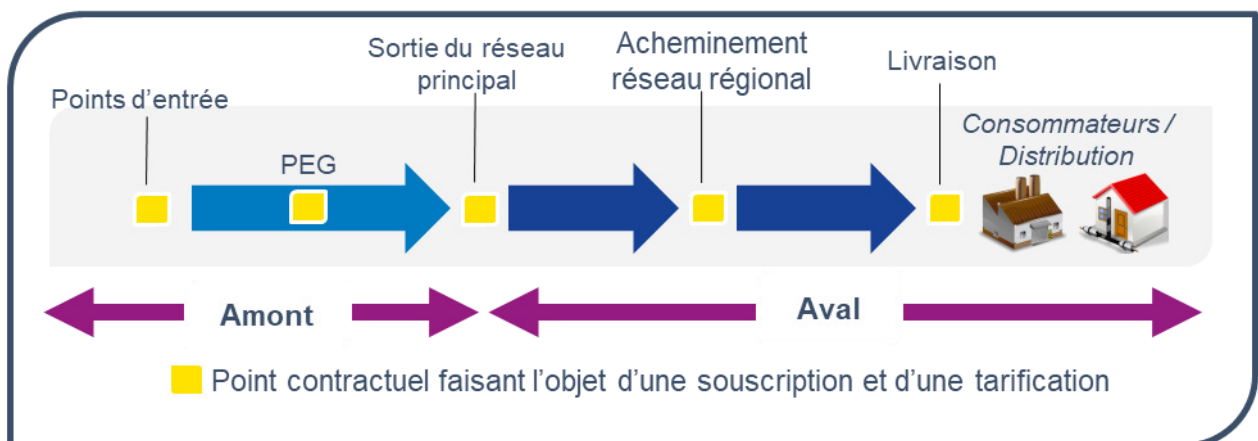 Points d’entrée
PEG
Sortie du réseau
principal
Acheminement
réseau régional
Livraison
Consommateurs /
Distribution
Amont
Aval
Point contractuel faisant l’objet d’une souscription et d’une tarification